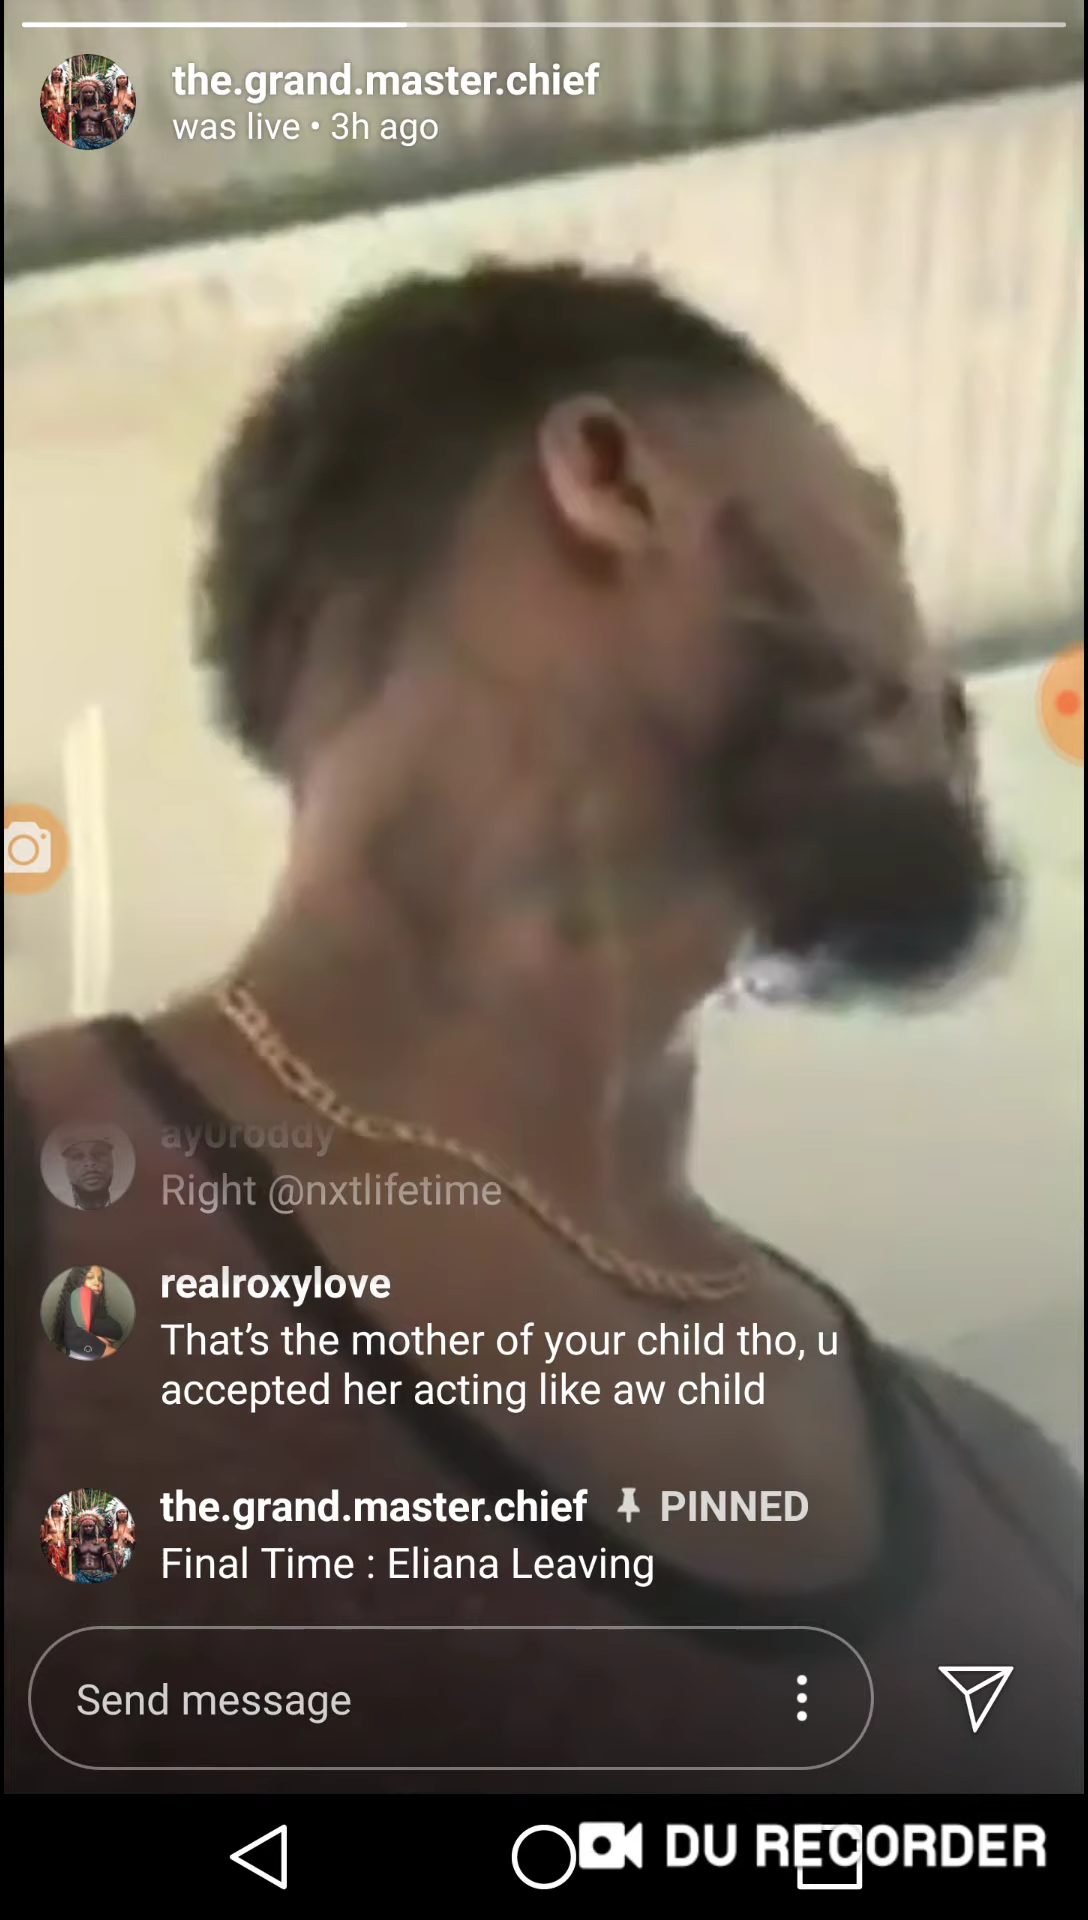 the.grand.master.chief
was live • 3h ago
ay0roddy
Right @nxtlifetime
realroxylove
That's the mother of your child tho, u
accepted her acting like aw child
the.grand.master.chief PINNED
Final Time : Eliana Leaving
Send message
DU RECORDER